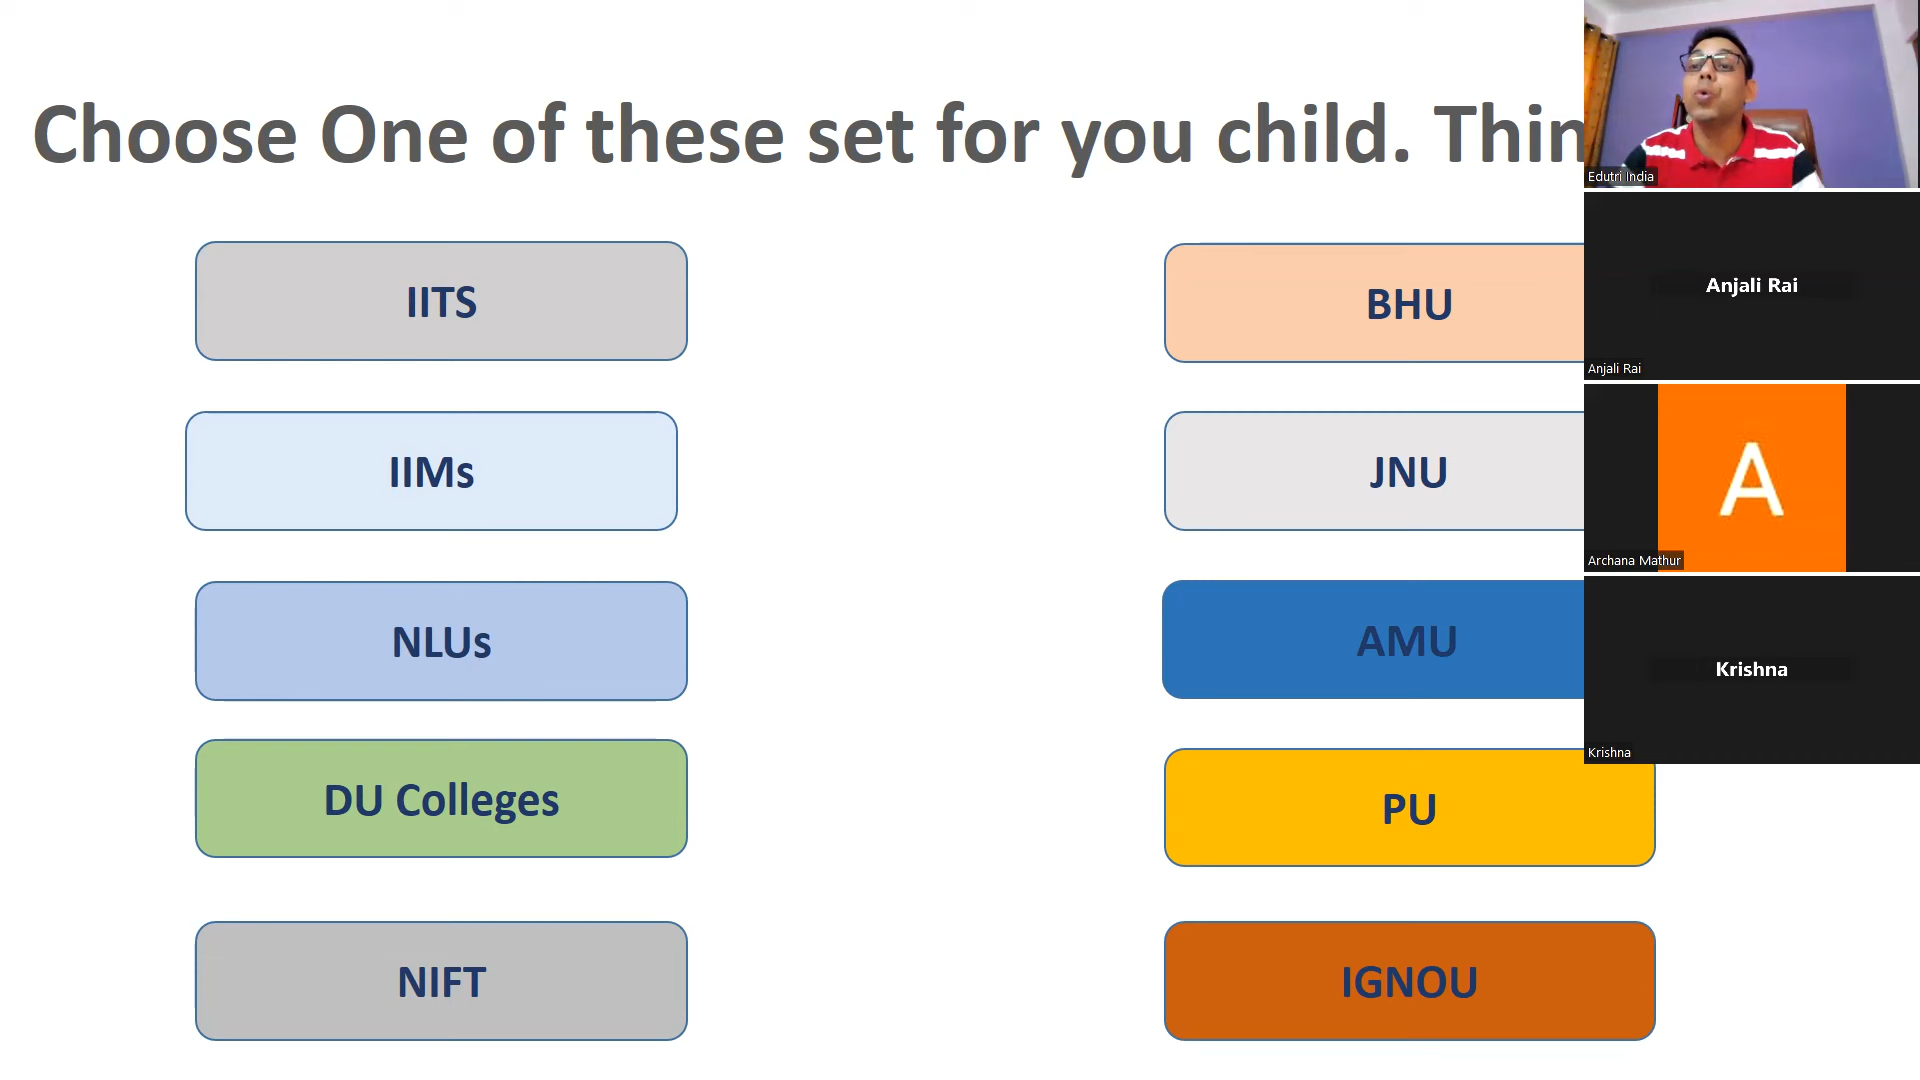 Choose One of these set for you child. Thin
IITS
IIMs
NLUs
DU Colleges
NIFT
BHU
JNU
AMU
PU
IGNOU
Edutri India
Anjali Rai
Anjali Rai
A
Archana Mathur
Krishna
Krishna